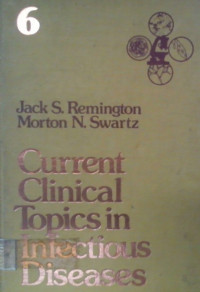 6
Jack S. Remington
Morton N. Swartz
Current
Clinical
Topics in
Infectious
Diseases